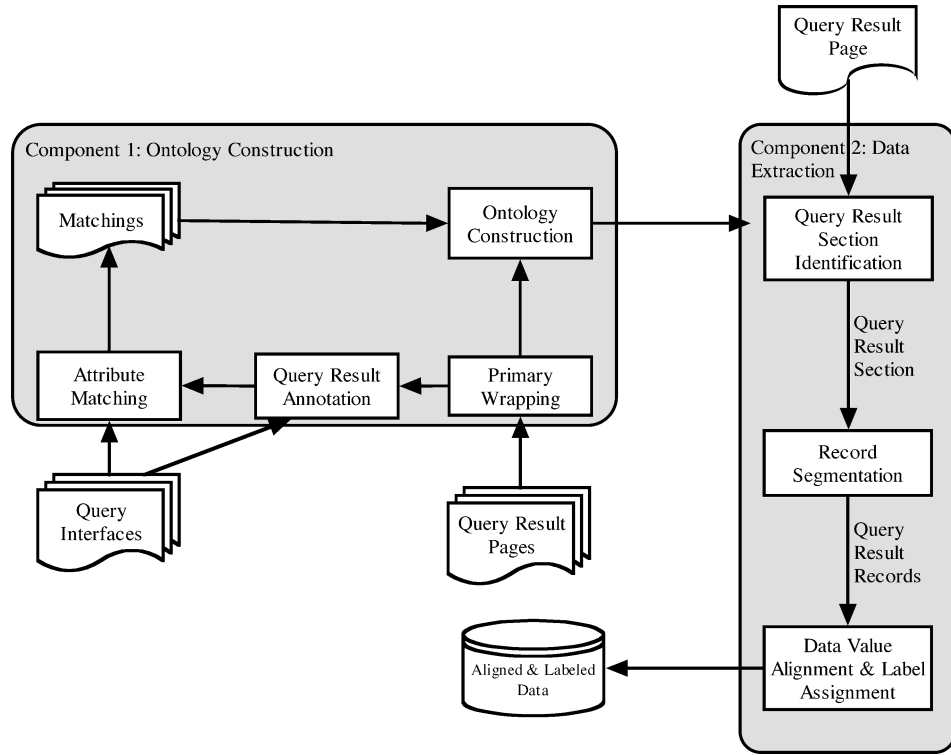 Query Result
Page
Component 1: Ontology Construction
Component 2: Data
Extraction
Matchings
Ontology
Construction
Query Result
Section
Identification
Attribute
Matching
Query Result
Annotation
Primary
Wrapping
Query
Result
Section
Query
Interfaces
Query Result
Pages
Record
Segmentation
Query
Result
Records
Aligned & Labeled
Data
Data Value
Alignment & Label
Assignment